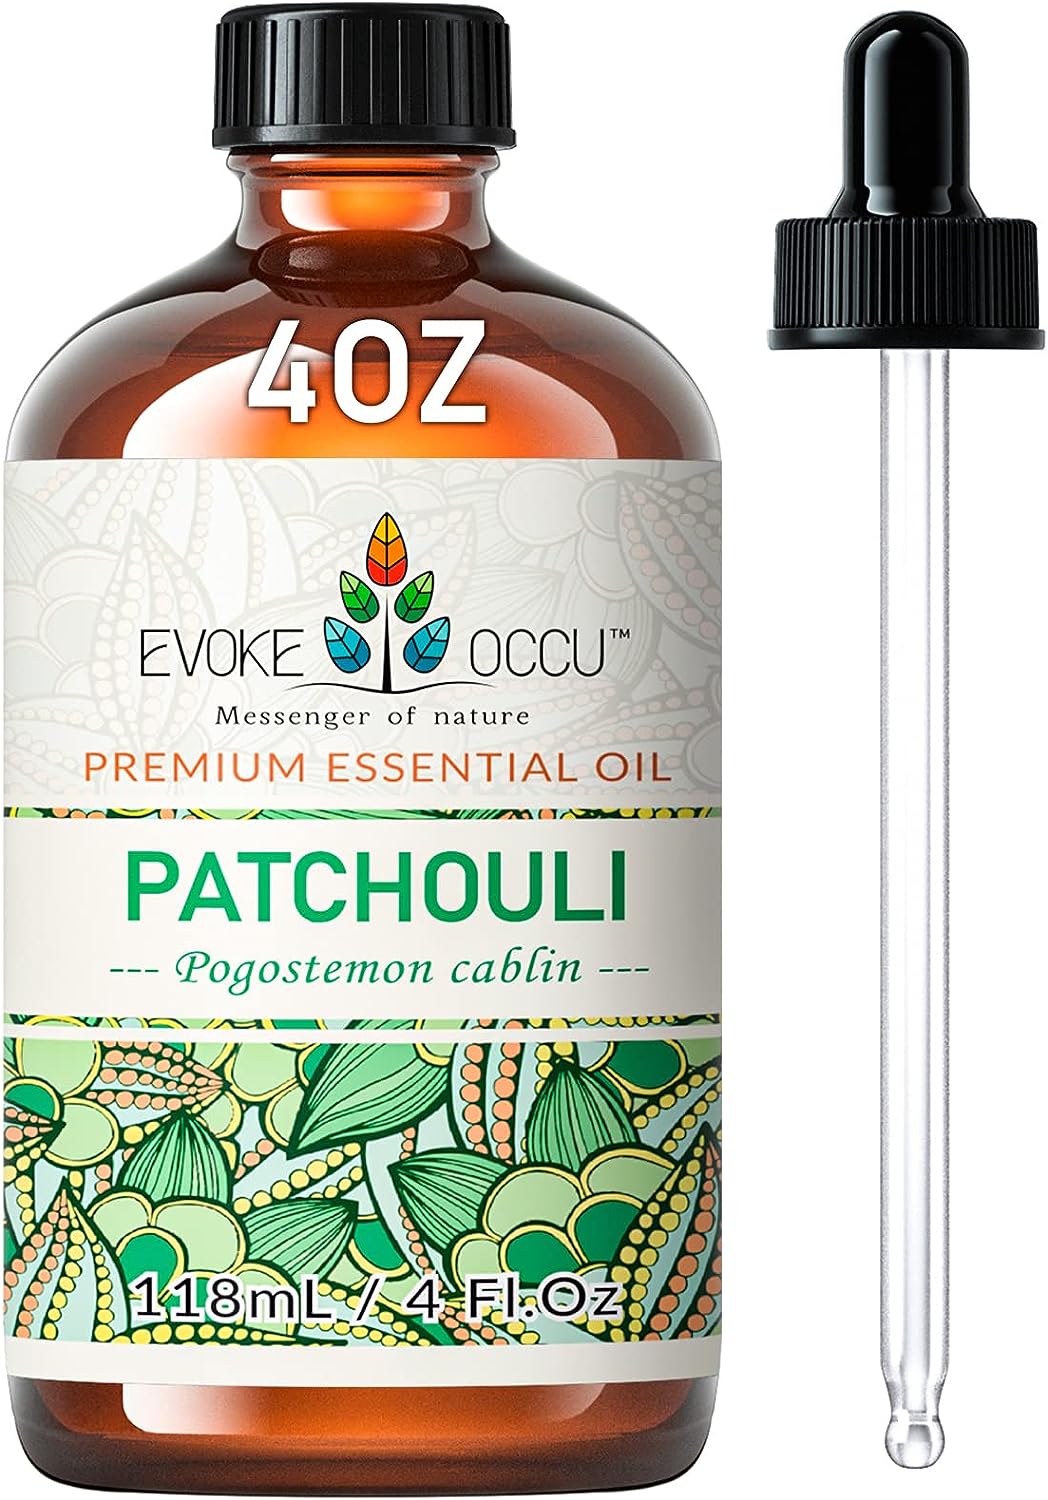 4OZ
EVOKE OCCU™
Messenger of nature
PREMIUM ESSENTIAL OIL
PATCHOULI
--- Pogostemon cablin ---
118mL / 4 Fl.Oz